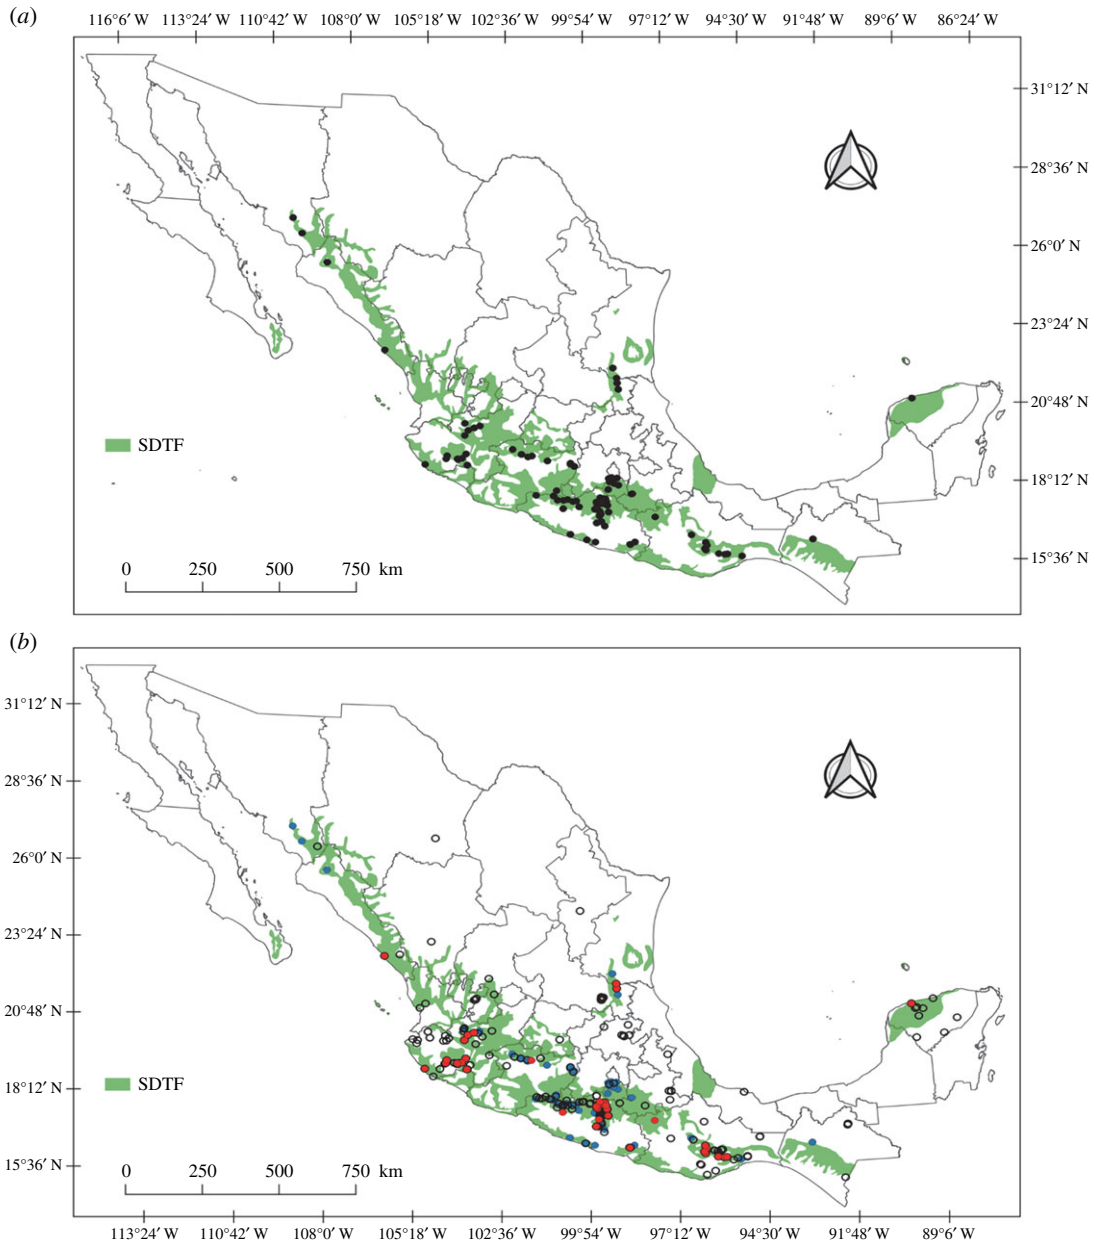 (a)
116°6′ W 113°24′ W 110°42′ W 108°0′ W 105°18′ W 102°36′ W 99°54′ W 97°12′ W 94°30′ W 91°48′ W 89°6′ W 86°24′ W
31°12′ N
28°36′ N
26°0′ N
23°24′ N
20°48′ N
18°12′ N
15°36′ N
SDTF
0 250 500 750 km
(b)
31°12′ N
28°36′ N
26°0′ N
23°24′ N
20°48′ N
18°12′ N
15°36′ N
SDTF
0 250 500 750 km
113°24′ W 110°42′ W 108°0′ W 105°18′ W 102°36′ W 99°54′ W 97°12′ W 94°30′ W 91°48′ W 89°6′ W